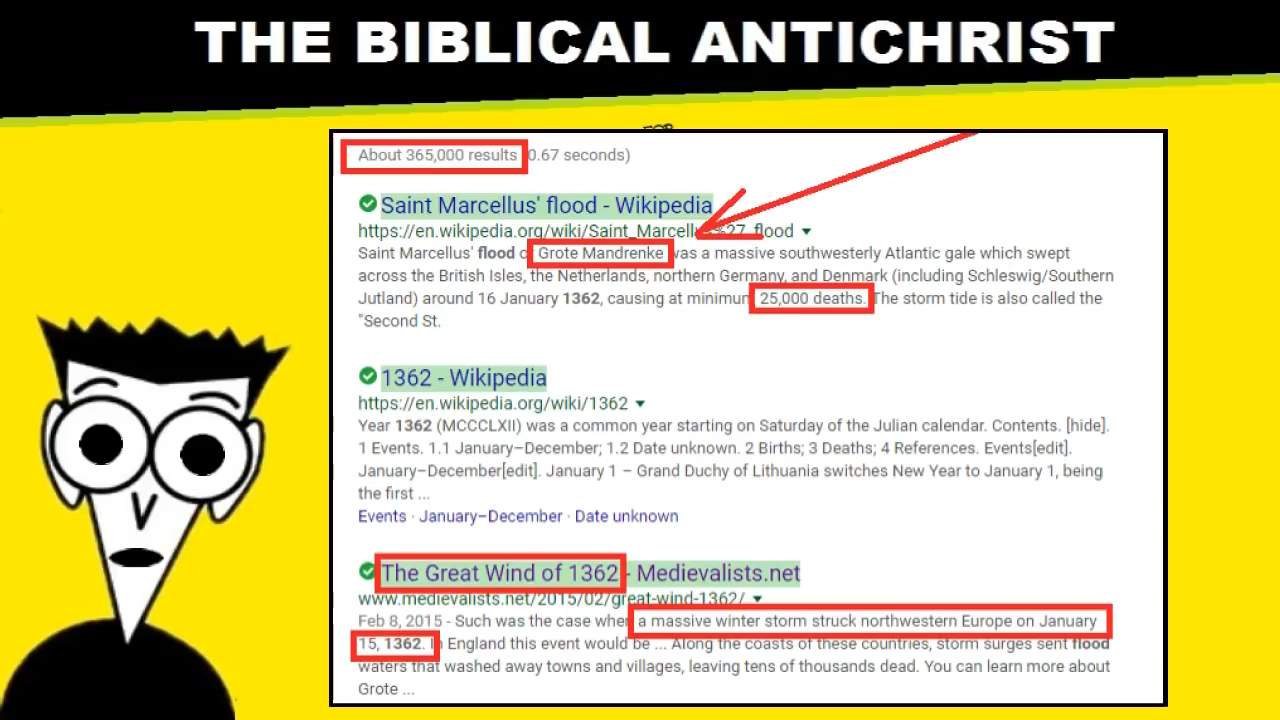 THE BIBLICAL ANTICHRIST
About 365,000 results 0.67 seconds)
Saint Marcellus' flood - Wikipedia
https://en.wikipedia.org/wiki/Saint_Marcellus%27_flood
Saint Marcellus' flood o Grote Mandrenke was a massive southwesterly Atlantic gale which swept
across the British Isles, the Netherlands, northern Germany, and Denmark (including Schleswig/Southern
Jutland) around 16 January 1362, causing at minimum 25,000 deaths. The storm tide is also called the
"Second St.
1362 - Wikipedia
https://en.wikipedia.org/wiki/1362
Year 1362 (MCCCLXII) was a common year starting on Saturday of the Julian calendar. Contents. [hide].
1 Events. 1.1 January–December; 1.2 Date unknown. 2 Births; 3 Deaths; 4 References. Events[edit].
January–December[edit]. January 1 – Grand Duchy of Lithuania switches New Year to January 1, being
the first ...
Events · January–December · Date unknown
The Great Wind of 1362 - Medievalists.net
www.medievalists.net/2015/02/great-wind-1362/
Feb 8, 2015 - Such was the case when a massive winter storm struck northwestern Europe on January
15, 1362. In England this event would be ... Along the coasts of these countries, storm surges sent flood
waters that washed away towns and villages, leaving tens of thousands dead. You can learn more about
Grote ...